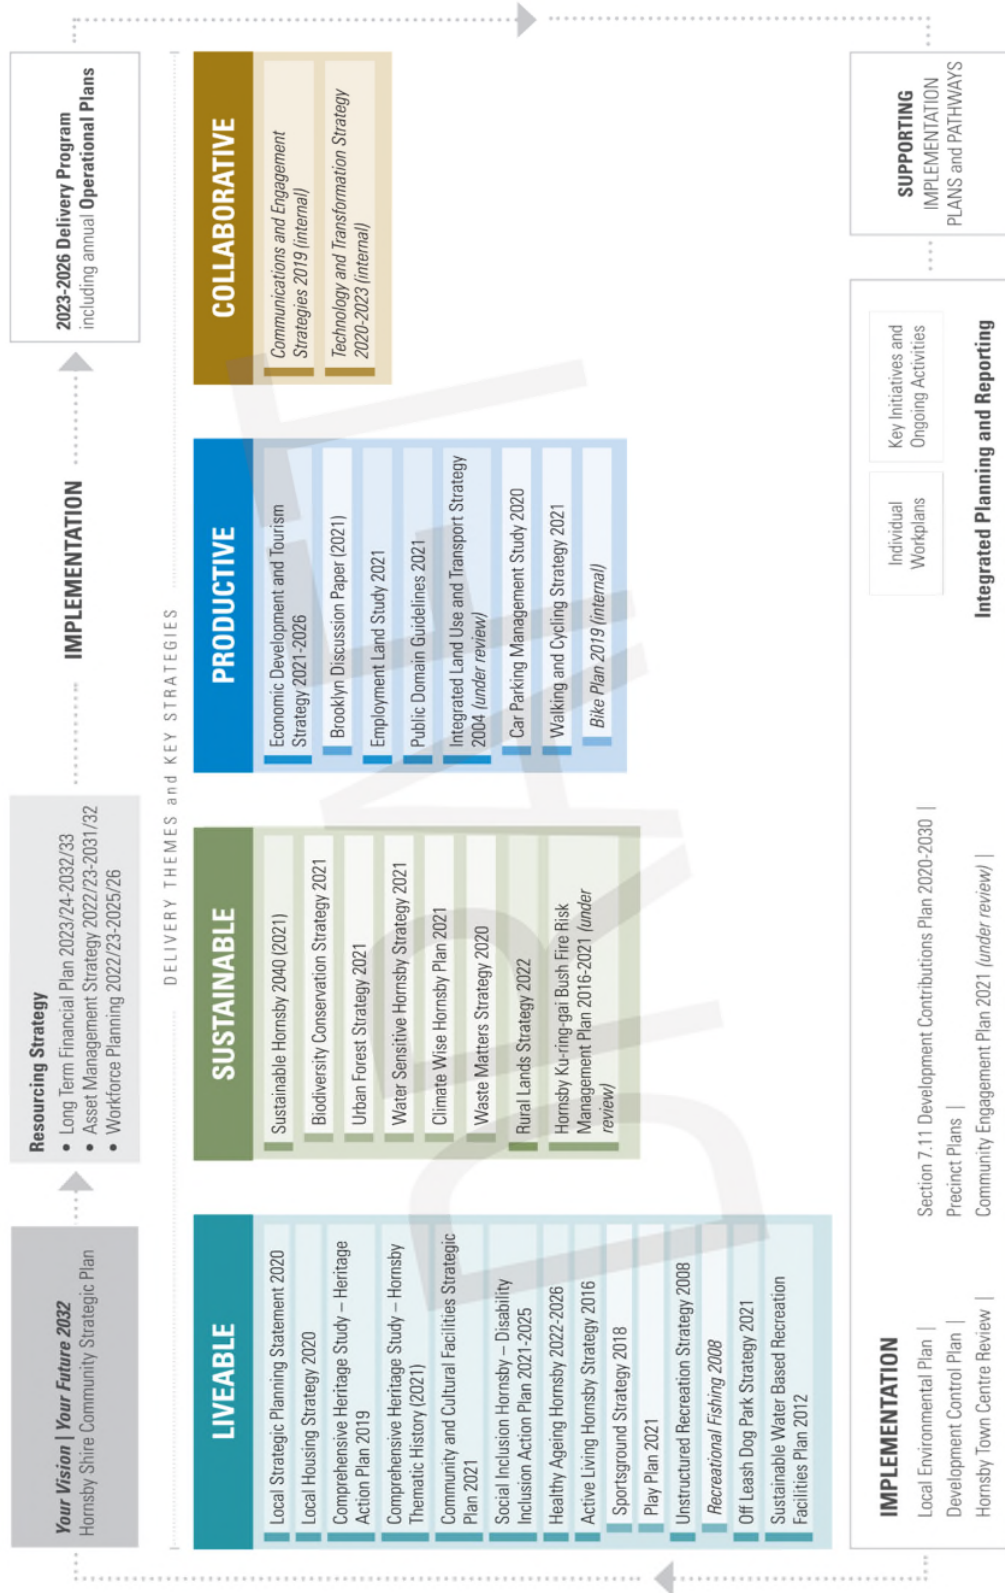 Your Vision | Your Future 2032
Hornsby Shire Community Strategic Plan
Resourcing Strategy
• Long Term Financial Plan 2023/24-2032/33
• Asset Management Strategy 2022/23-2031/32
• Workforce Planning 2022/23-2025/26
IMPLEMENTATION
2023-2026 Delivery Program
including annual Operational Plans
DELIVERY THEMES and KEY STRATEGIES
LIVEABLE
Local Strategic Planning Statement 2020
Local Housing Strategy 2020
Comprehensive Heritage Study – Heritage
Action Plan 2019
Comprehensive Heritage Study – Hornsby
Thematic History (2021)
Community and Cultural Facilities Strategic
Plan 2021
Social Inclusion Hornsby – Disability
Inclusion Action Plan 2021-2025
Healthy Ageing Hornsby 2022-2026
Active Living Hornsby Strategy 2016
Sportsground Strategy 2018
Play Plan 2021
Unstructured Recreation Strategy 2008
Recreational Fishing 2008
Off Leash Dog Park Strategy 2021
Sustainable Water Based Recreation
Facilities Plan 2012
SUSTAINABLE
Sustainable Hornsby 2040 (2021)
Biodiversity Conservation Strategy 2021
Urban Forest Strategy 2021
Water Sensitive Hornsby Strategy 2021
Climate Wise Hornsby Plan 2021
Waste Matters Strategy 2020
Rural Lands Strategy 2022
Hornsby Ku-ring-gai Bush Fire Risk
Management Plan 2016-2021 (under
review)
PRODUCTIVE
Economic Development and Tourism
Strategy 2021-2026
Brooklyn Discussion Paper (2021)
Employment Land Study 2021
Public Domain Guidelines 2021
Integrated Land Use and Transport Strategy
2004 (under review)
Car Parking Management Study 2020
Walking and Cycling Strategy 2021
Bike Plan 2019 (internal)
COLLABORATIVE
Communications and Engagement
Strategies 2019 (internal)
Technology and Transformation Strategy
2020-2023 (internal)
DRAFT
IMPLEMENTATION
Local Environmental Plan |
Development Control Plan |
Hornsby Town Centre Review |
Section 7.11 Development Contributions Plan 2020-2030 |
Precinct Plans |
Community Engagement Plan 2021 (under review) |
Individual
Workplans
Key Initiatives and
Ongoing Activities
Integrated Planning and Reporting
SUPPORTING
IMPLEMENTATION
PLANS and PATHWAYS